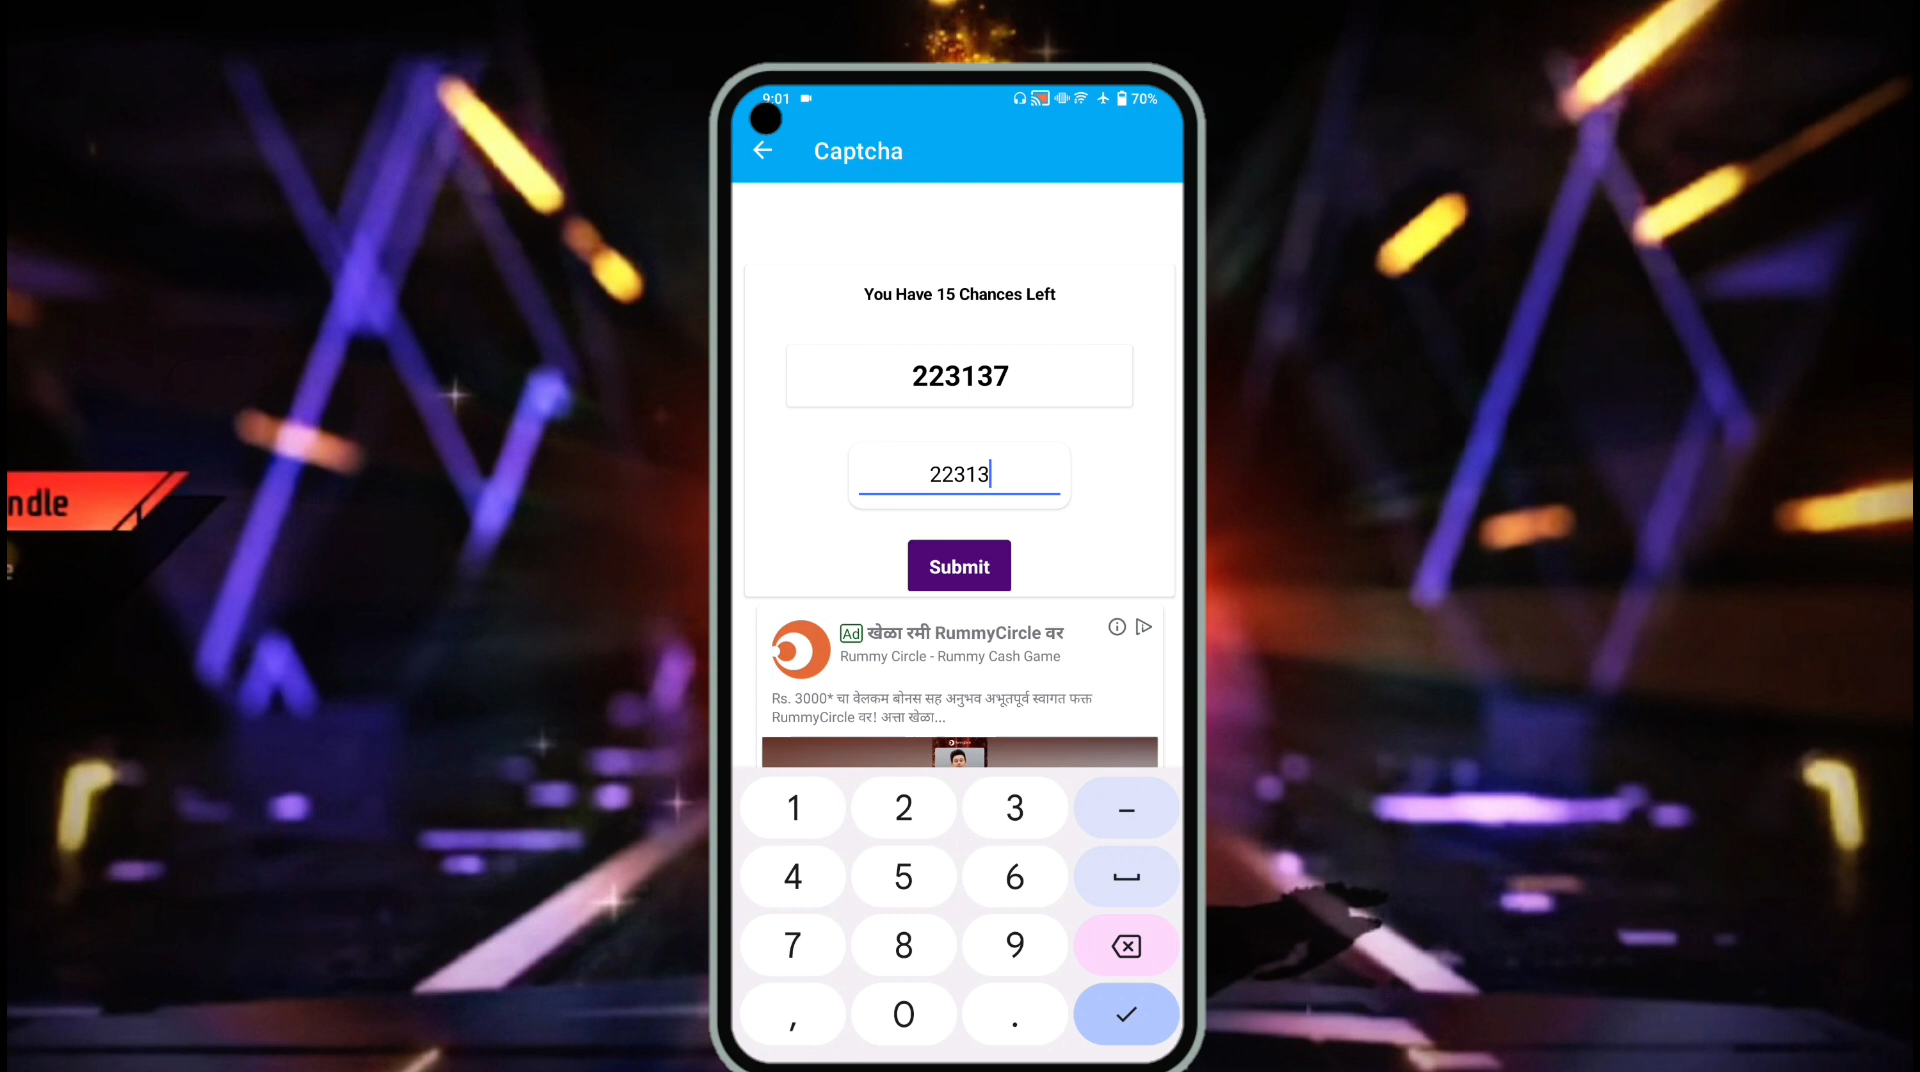 9:01
70%
Captcha
You Have 15 Chances Left
223137
22313
Submit
Ad खेळा रमी RummyCircle वर
Rummy Circle - Rummy Cash Game
Rs. 3000* चा वेलकम बोनस सह अनुभव अभूतपूर्व स्वागत फक्त
RummyCircle वर! अत्ता खेळा...
ndle
e
1 2 3 –
4 5 6
7 8 9
, 0 .